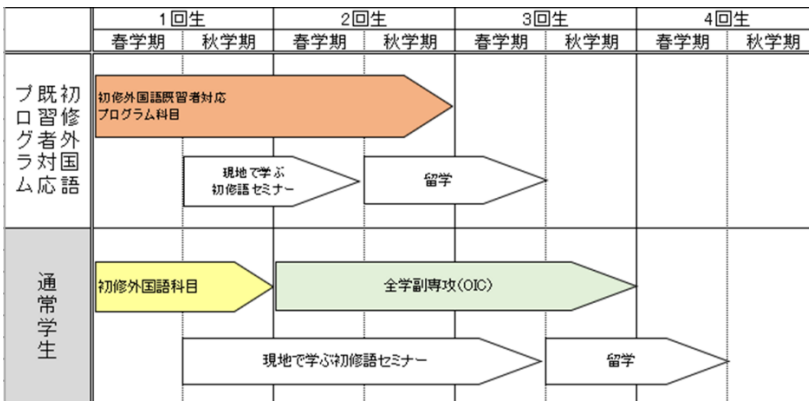 1回生
2回生
3回生
4回生
春学期
秋学期
春学期
秋学期
春学期
秋学期
春学期
秋学期
初修外国語
既習者対応
プログラム
初修外国語既習者対応
プログラム科目
現地で学ぶ
初修語セミナー
留学
通常学生
初修外国語科目
全学副専攻(OIC)
現地で学ぶ初修語セミナー
留学